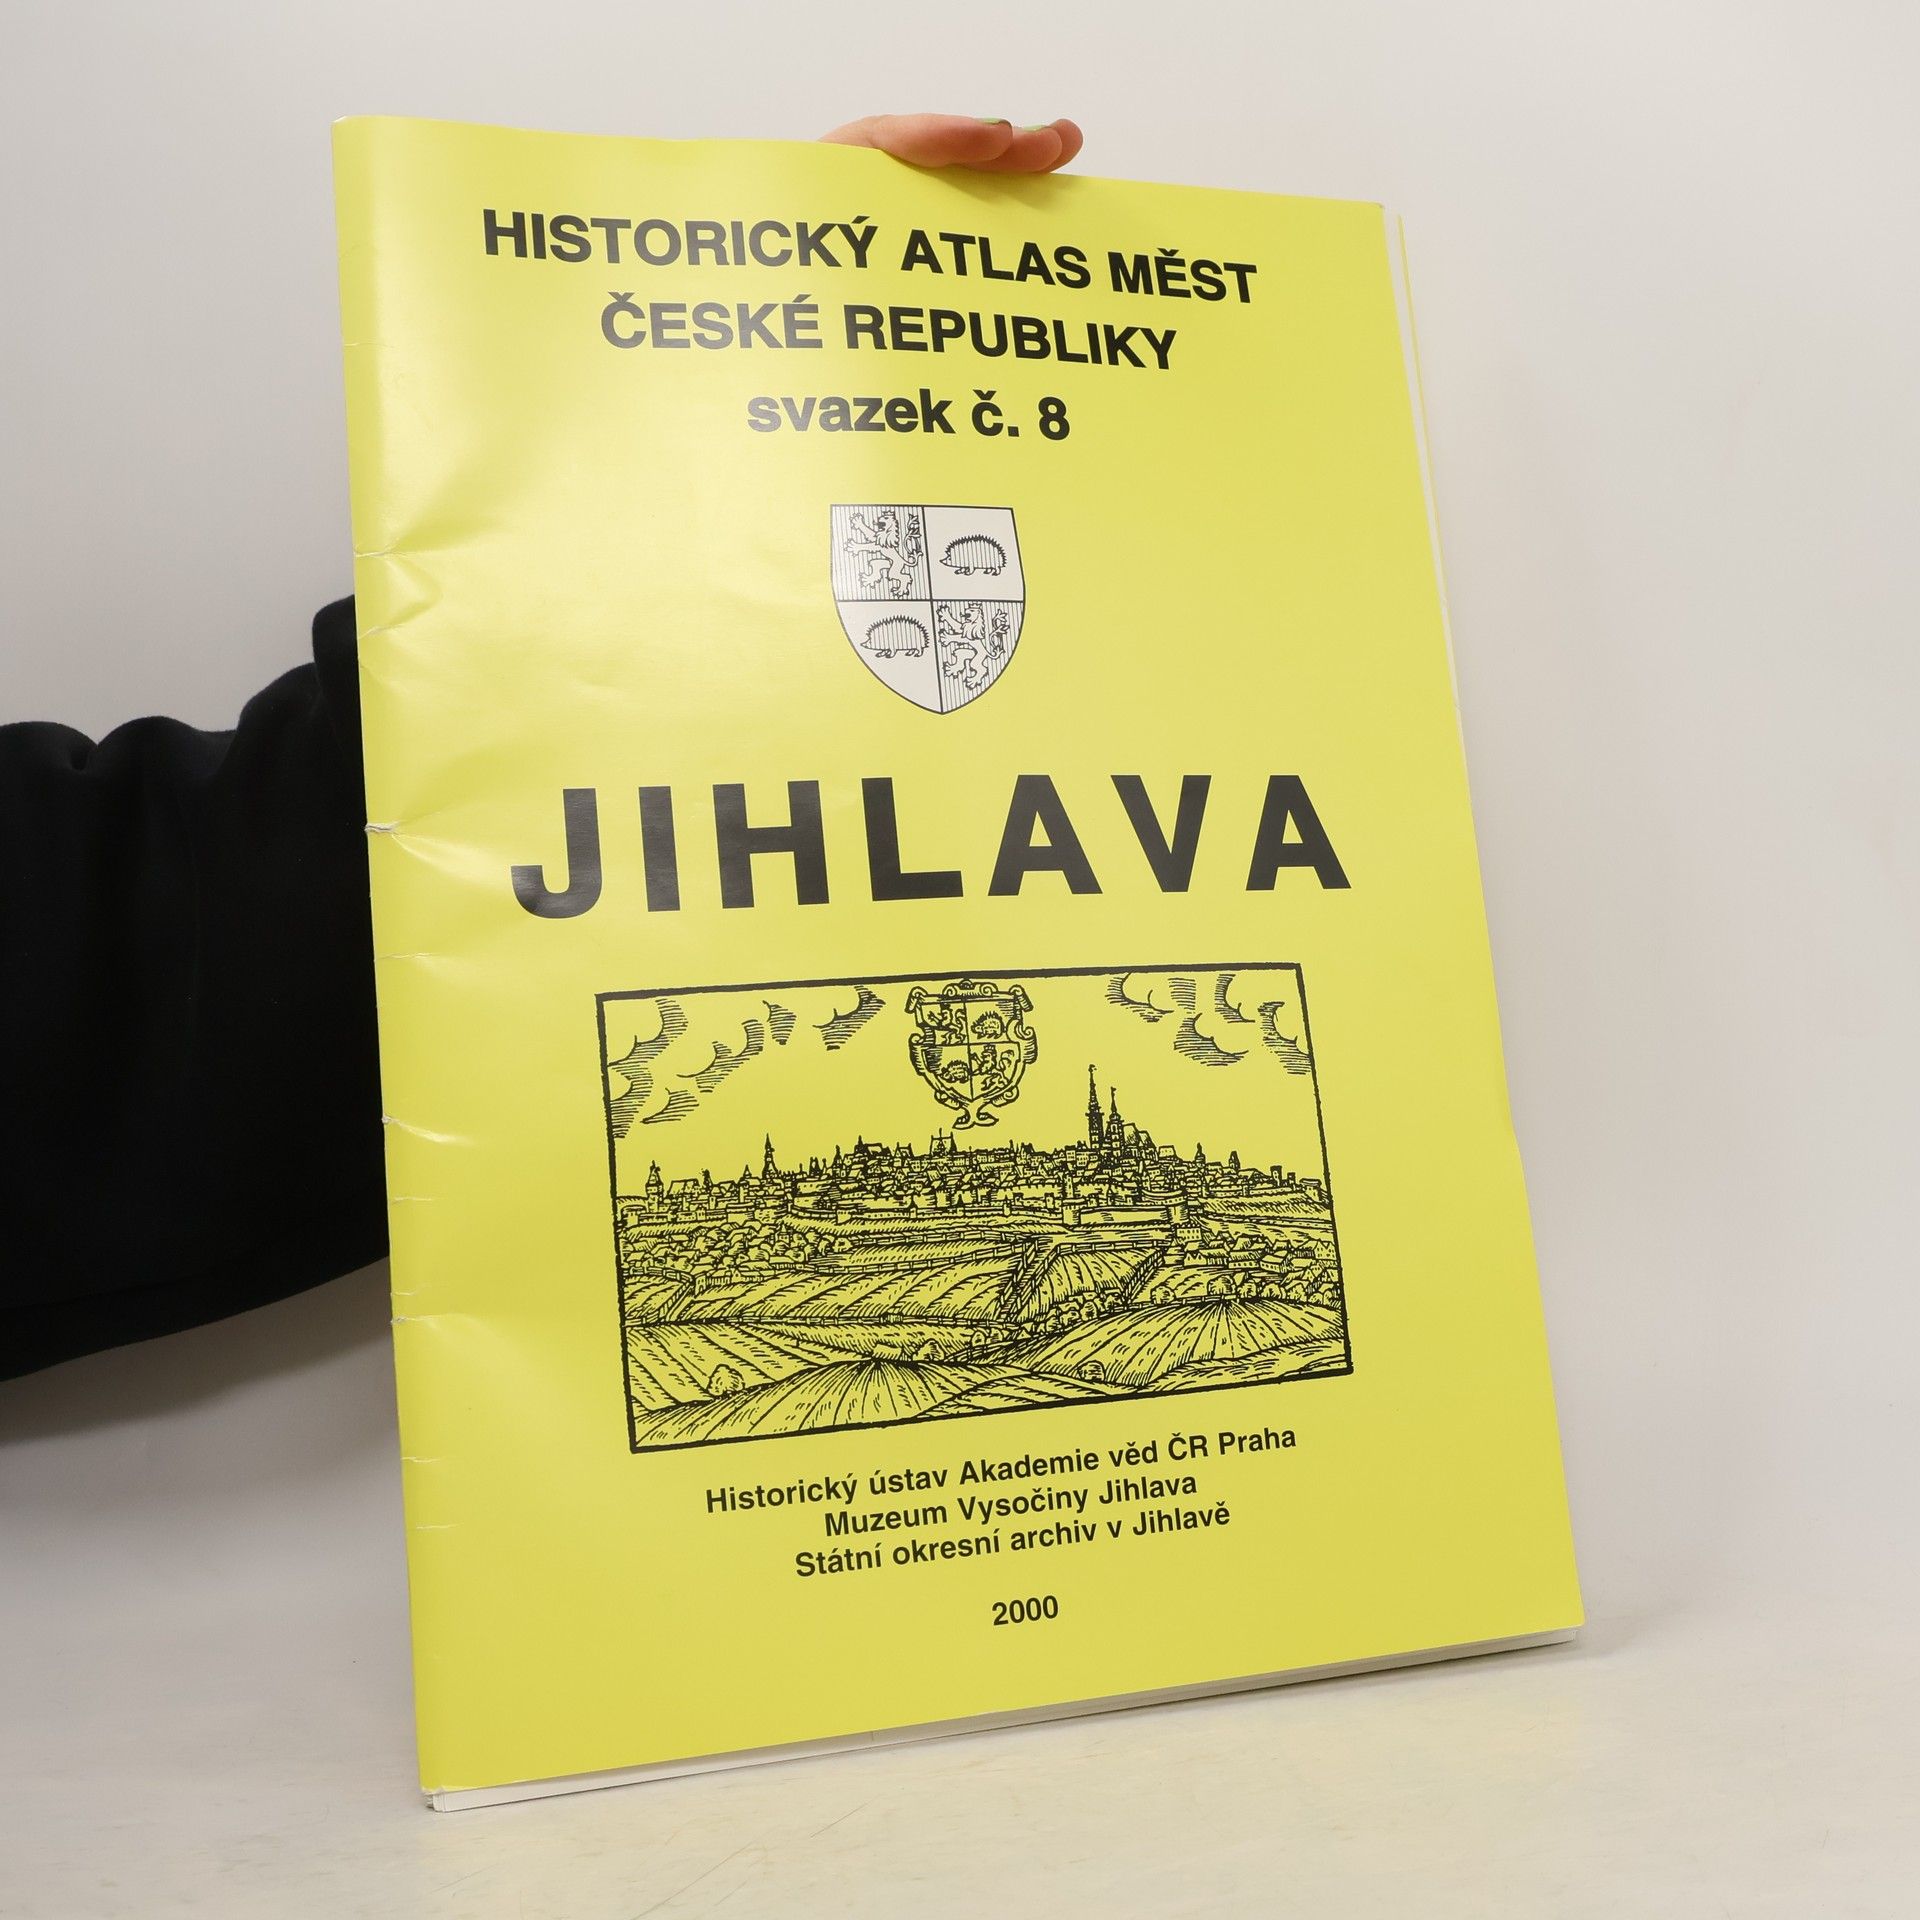 HISTORICKÝ ATLAS MĚST
ČESKÉ REPUBLIKY
svazek č. 8
JIHLAVA
Historický ústav Akademie věd ČR Praha
Muzeum Vysočiny Jihlava
Státní okresní archiv v Jihlavě
2000